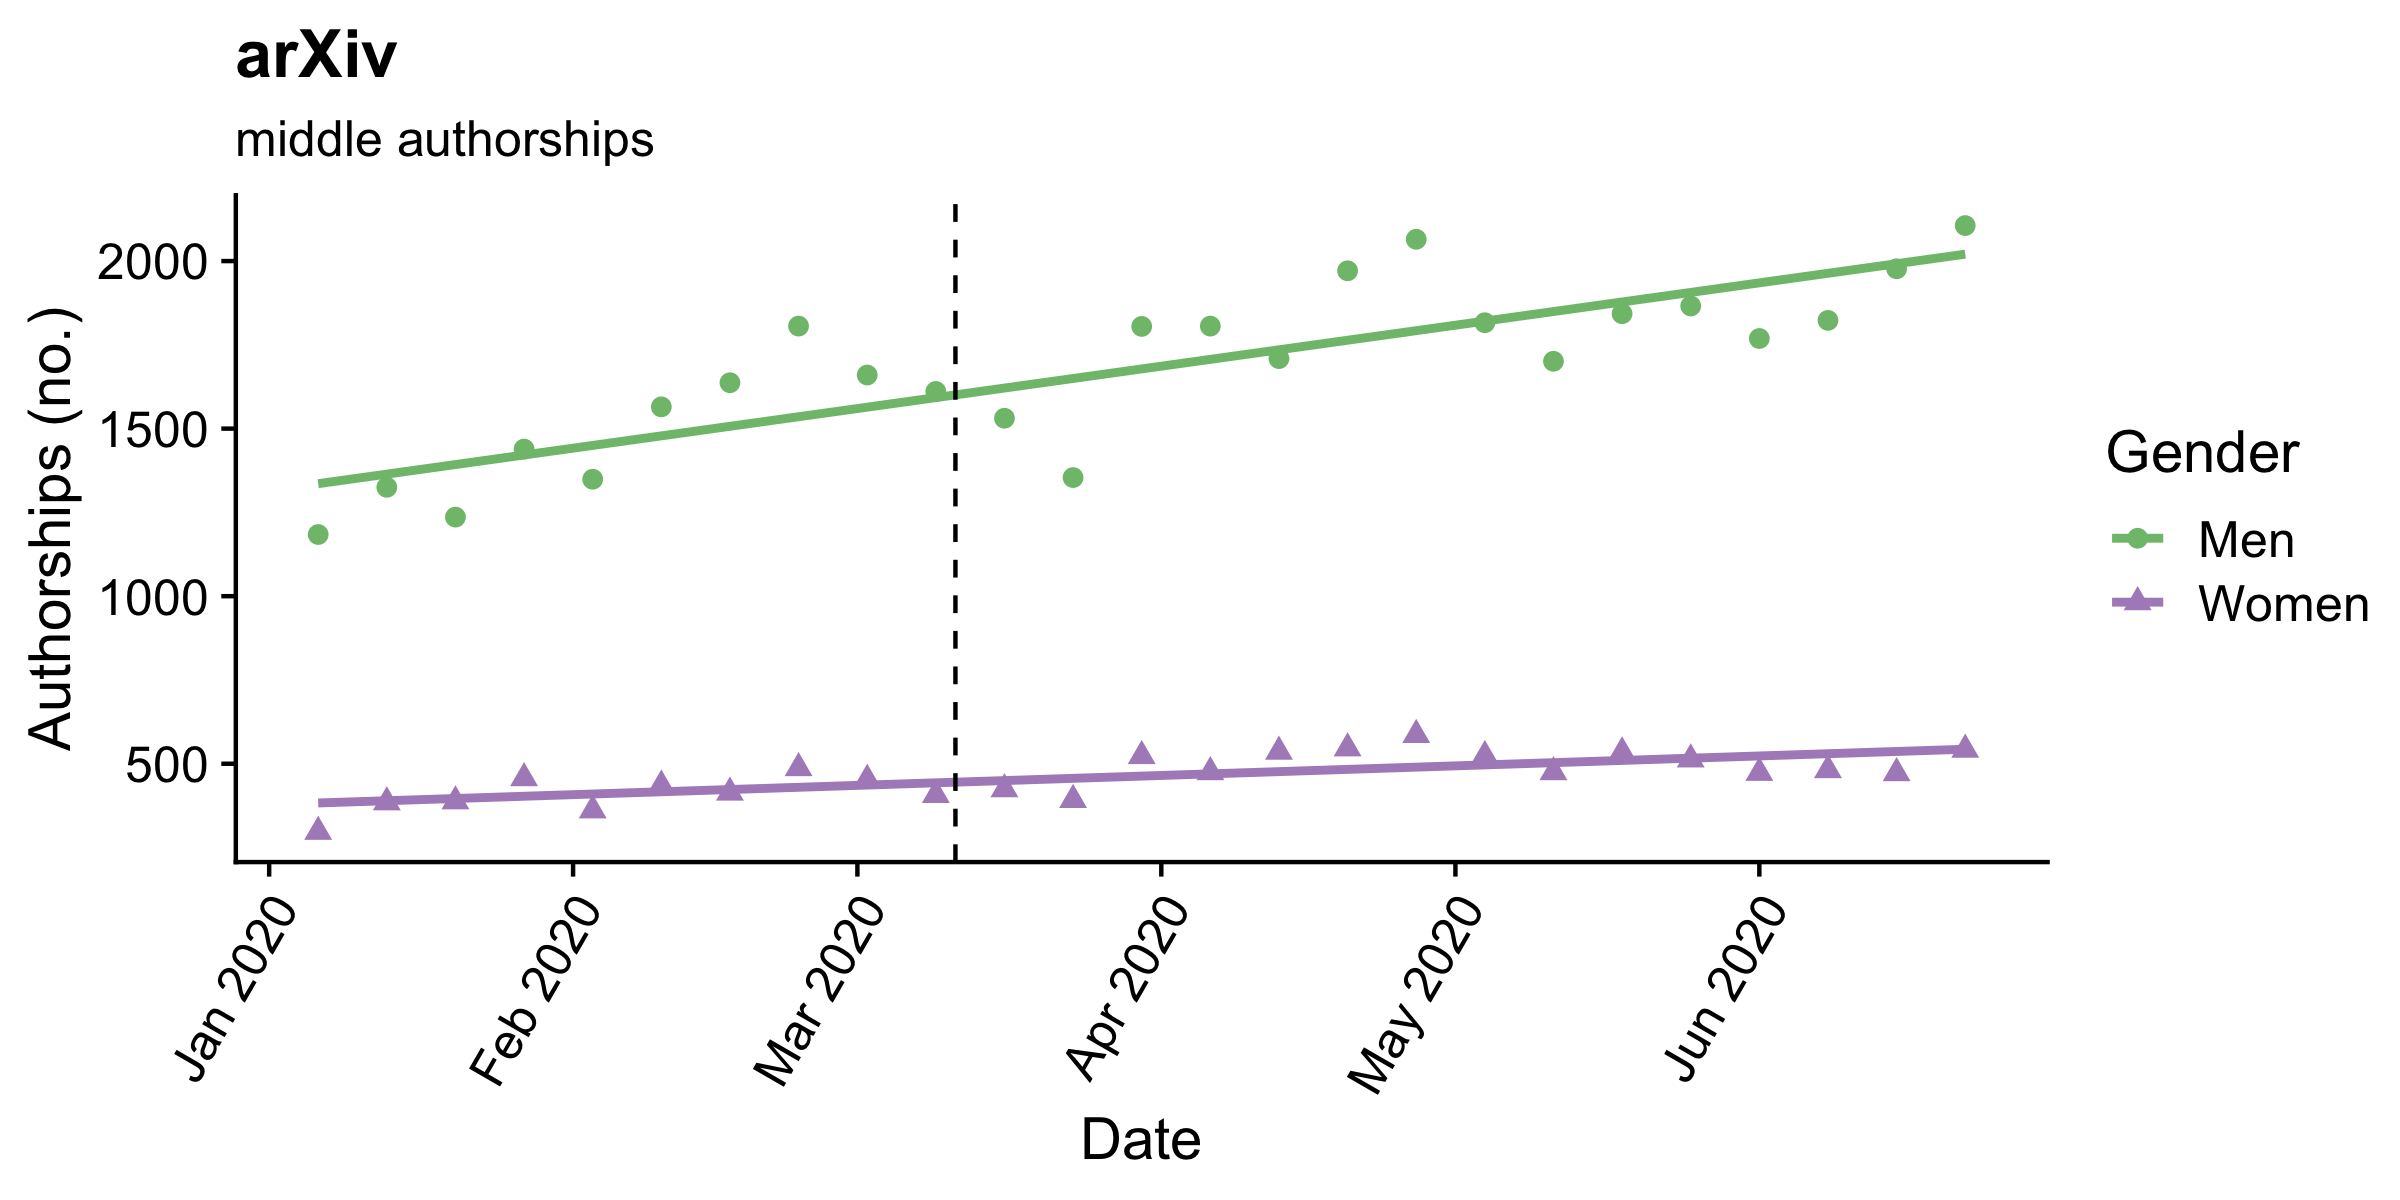 arXiv
middle authorships
Authorships (no.)
2000
1500
1000
500
Jan 2020
Feb 2020
Mar 2020
Apr 2020
May 2020
Jun 2020
Date
Gender
Men
Women